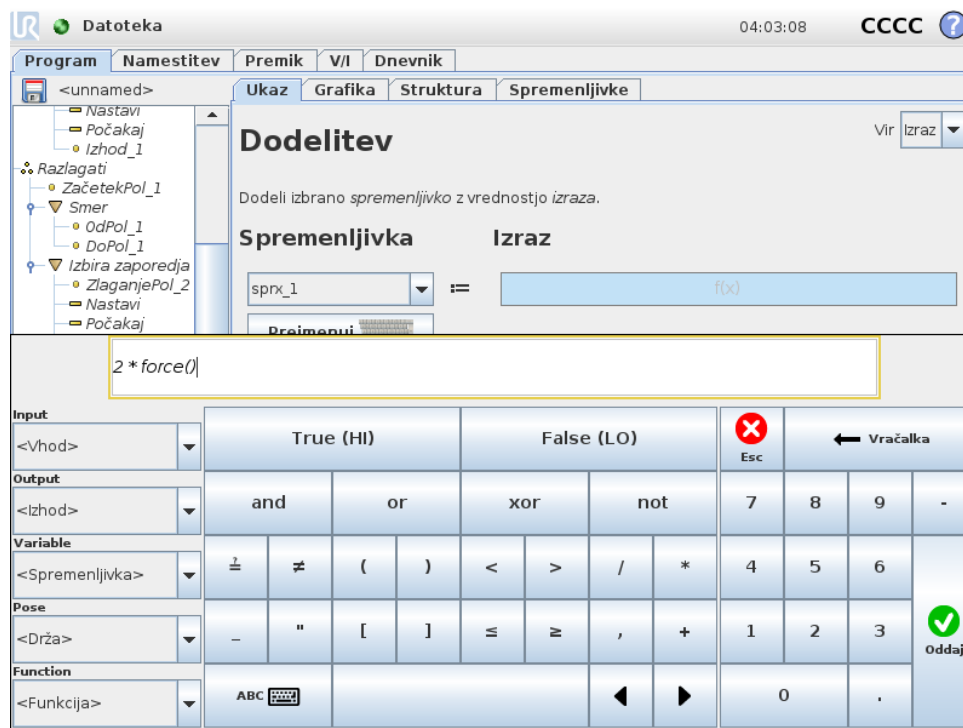 UR Datoteka 04:03:08 CCCC ?
Program Namestitev Premik V/I Dnevnik
<unnamed> Ukaz Grafika Struktura Spremenljivke
Nastavi
Počakaj
Izhod_1
Razlagati
ZačetekPol_1
Smer
OdPol_1
DoPol_1
Izbira zaporedja
ZlaganjePol_2
Nastavi
Počakaj
Dodelitev
Vir Izraz
Dodeli izbrano spremenljivko z vrednostjo izraza.
Spremenljivka Izraz
sprx_1 := f(x)
Preimenuj
2 * force()
Input
<Vhod>
Output
<Izhod>
Variable
<Spremenljivka>
Pose
<Drža>
Function
<Funkcija>
True (HI) False (LO) Esc Vračalka
and or xor not 7 8 9 -
≟ ≠ ( ) < > / * 4 5 6
_ " [ ] ≤ ≥ , + 1 2 3 Oddaj
ABC 0 .